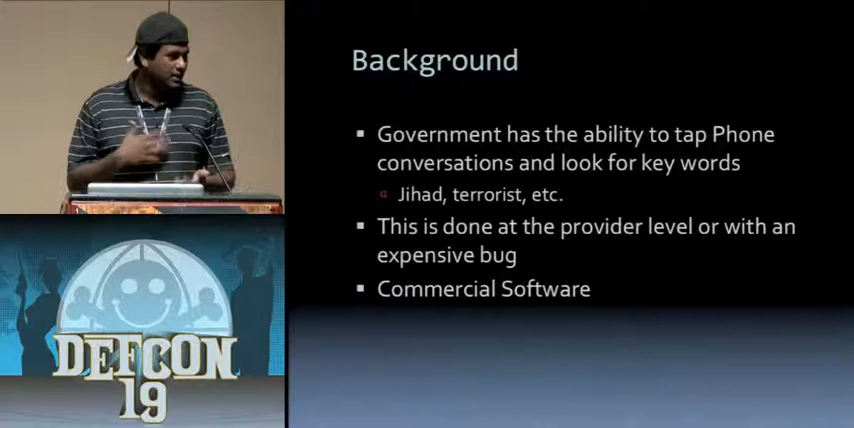 Background
Government has the ability to tap Phone
conversations and look for key words
Jihad, terrorist, etc.
This is done at the provider level or with an
expensive bug
Commercial Software
DEFCON
19